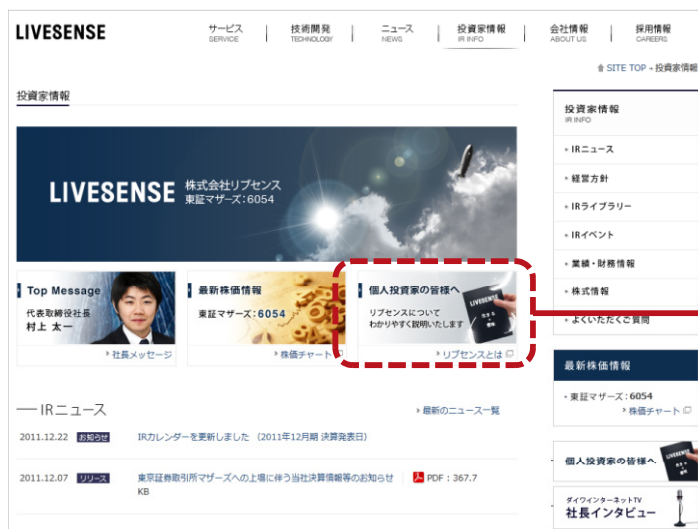 LIVESENSE
サービス
SERVICE
技術開発
TECHNOLOGY
ニュース
NEWS
投資家情報
IR INFO
会社情報
ABOUT US
採用情報
CAREERS
SITE TOP
投資家情報
投資家情報
LIVESENSE 株式会社リブセンス
東証マザーズ:6054
Top Message
代表取締役社長
村上 太一
社長メッセージ
最新株価情報
東証マザーズ:6054
株価チャート
個人投資家の皆様へ
リブセンスについて
わかりやすく説明いたします
LIVESENSE
リブセンスとは
IRニュース
最新のニュース一覧
2011.12.22 お知らせ IRカレンダーを更新しました (2011年12月期 決算発表日)
2011.12.07 リリース 東京証券取引所マザーズへの上場に伴う当社決算情報等のお知らせ PDF : 367.7
KB
投資家情報
IR INFO
IRニュース
経営方針
IRライブラリー
IRイベント
業績・財務情報
株式情報
よくいただくご質問
最新株価情報
東証マザーズ:6054
株価チャート
個人投資家の皆様へ
ダイワインターネットTV
社長インタビュー